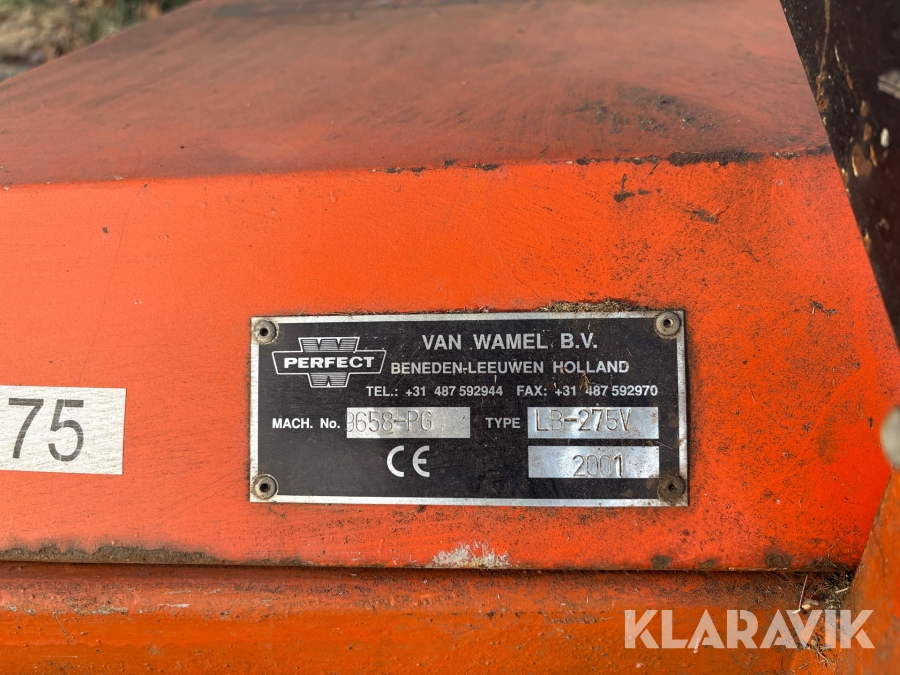 VAN WAMEL B.V.
PERFECT
BENEDEN-LEEUWEN HOLLAND
TEL.: +31 487 592944 FAX: +31 487 592970
MACH. No. 9658-PG TYPE LB-275V
CE 2001
75
KLARAVIK